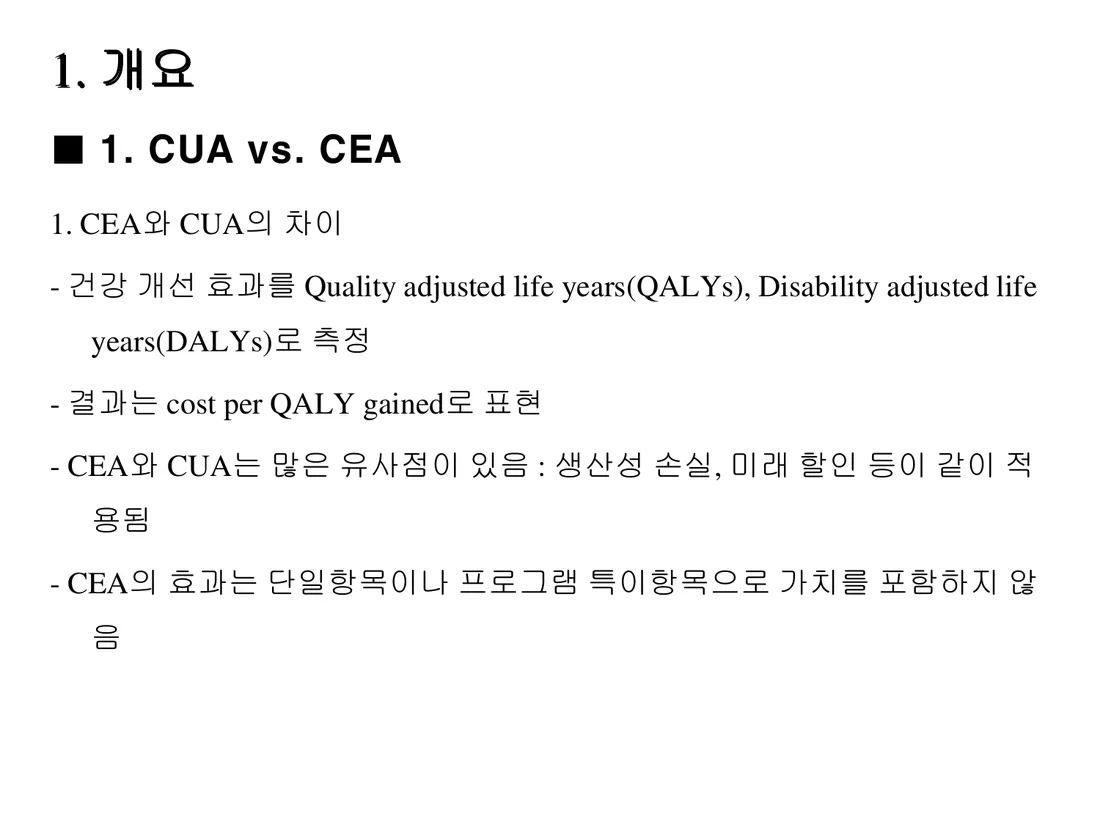 1. 개요
■ 1. CUA vs. CEA
1. CEA와 CUA의 차이
- 건강 개선 효과를 Quality adjusted life years(QALYs), Disability adjusted life
years(DALYs)로 측정
- 결과는 cost per QALY gained로 표현
- CEA와 CUA는 많은 유사점이 있음 : 생산성 손실, 미래 할인 등이 같이 적
용됨
- CEA의 효과는 단일항목이나 프로그램 특이항목으로 가치를 포함하지 않
음